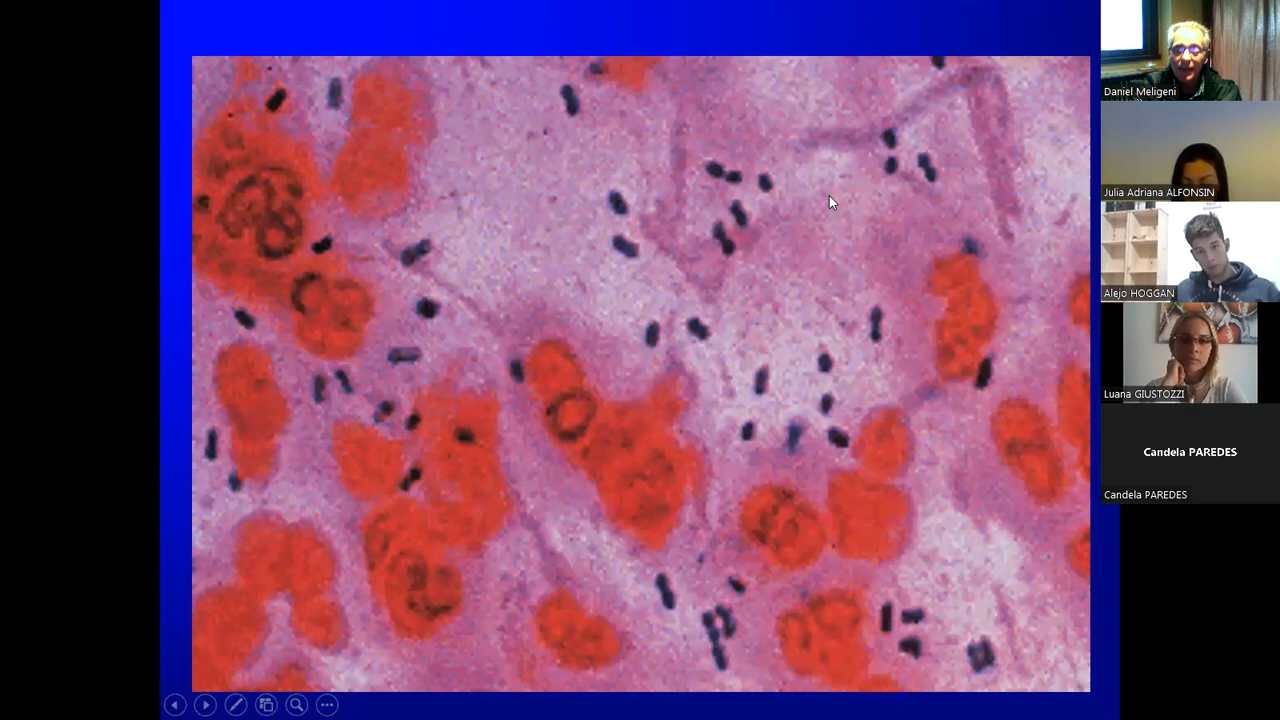 Daniel Meligeni
Julia Adriana ALFONSIN
Alejo HOGGAN
Luana GIUSTOZZI
Candela PAREDES
Candela PAREDES